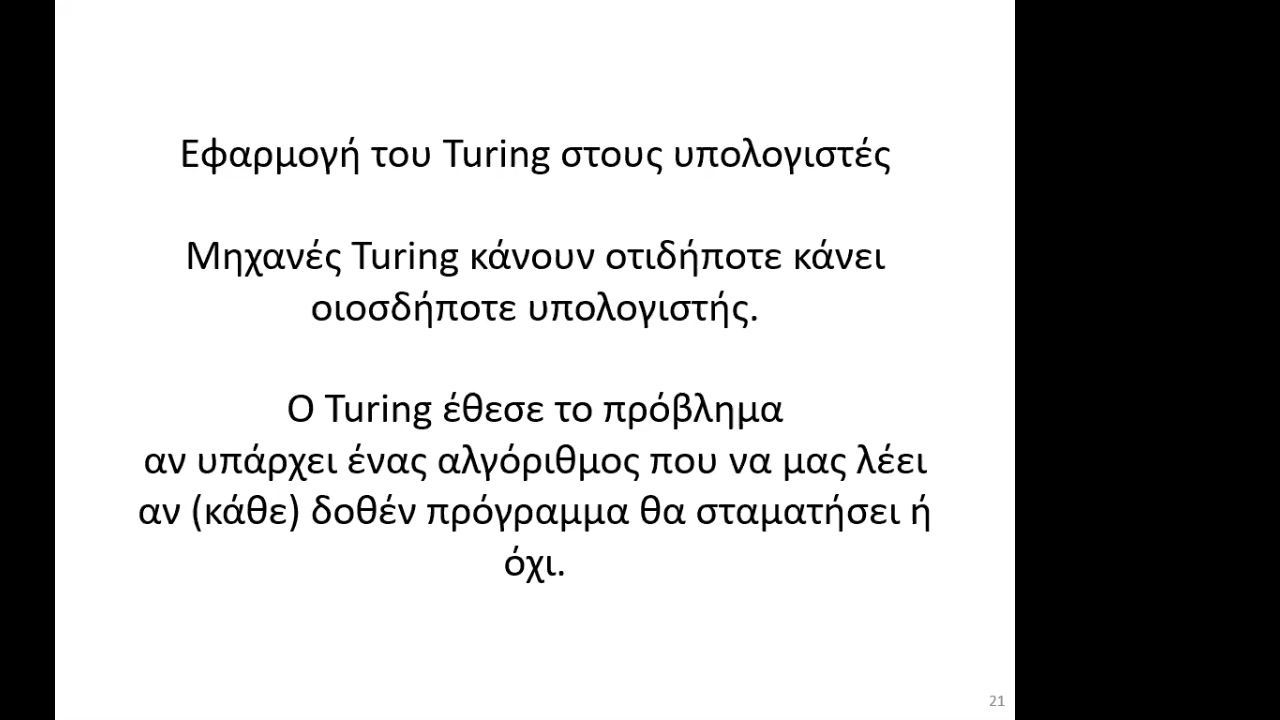 Εφαρμογή του Turing στους υπολογιστές
Μηχανές Turing κάνουν οτιδήποτε κάνει
οιοσδήποτε υπολογιστής.
Ο Turing έθεσε το πρόβλημα
αν υπάρχει ένας αλγόριθμος που να μας λέει
αν (κάθε) δοθέν πρόγραμμα θα σταματήσει ή
όχι.
21